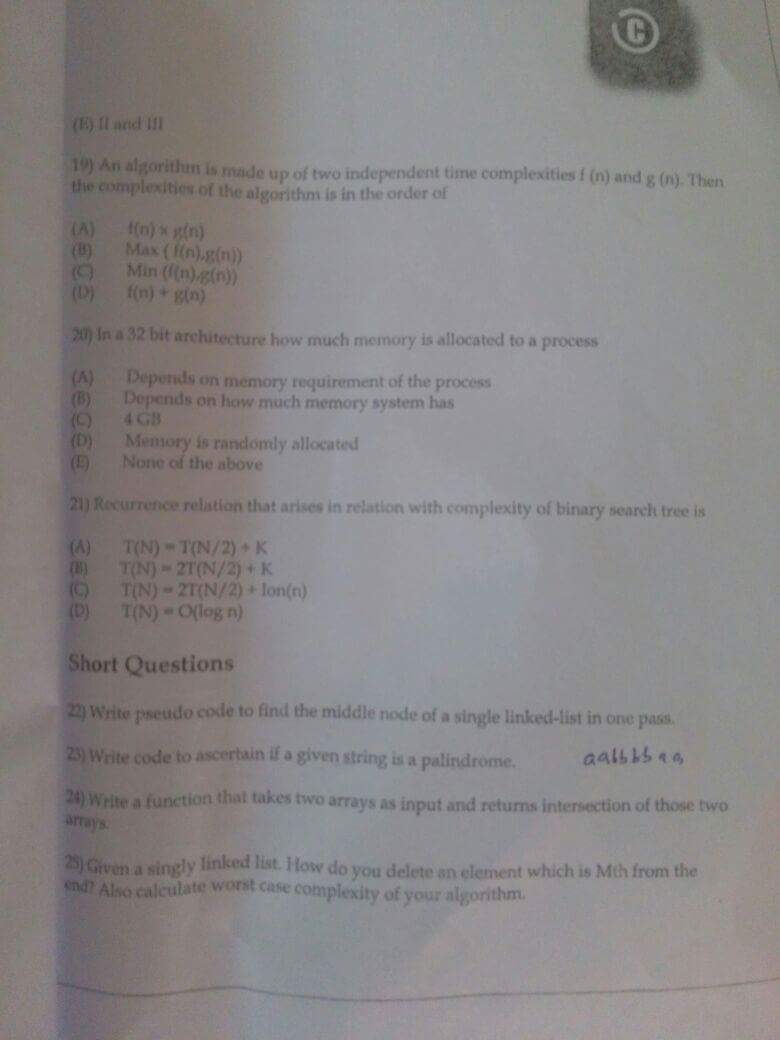 C
(E) II and III
19) An algorithm is made up of two independent time complexities f (n) and g (n). Then
the complexities of the algorithm is in the order of
(A) f(n) x g(n)
(B) Max ( f(n),g(n))
(C) Min (f(n),g(n))
(D) f(n) + g(n)
20) In a 32 bit architecture how much memory is allocated to a process
(A) Depends on memory requirement of the process
(B) Depends on how much memory system has
(C) 4 GB
(D) Memory is randomly allocated
(E) None of the above
21) Recurrence relation that arises in relation with complexity of binary search tree is
(A) T(N) = T(N/2) + K
(B) T(N) = 2T(N/2) + K
(C) T(N) = 2T(N/2) + Ion(n)
(D) T(N) = O(log n)
Short Questions
22) Write pseudo code to find the middle node of a single linked-list in one pass.
23) Write code to ascertain if a given string is a palindrome. aabbbbaa
24) Write a function that takes two arrays as input and returns intersection of those two
arrays.
25) Given a singly linked list. How do you delete an element which is Mth from the
end? Also calculate worst case complexity of your algorithm.